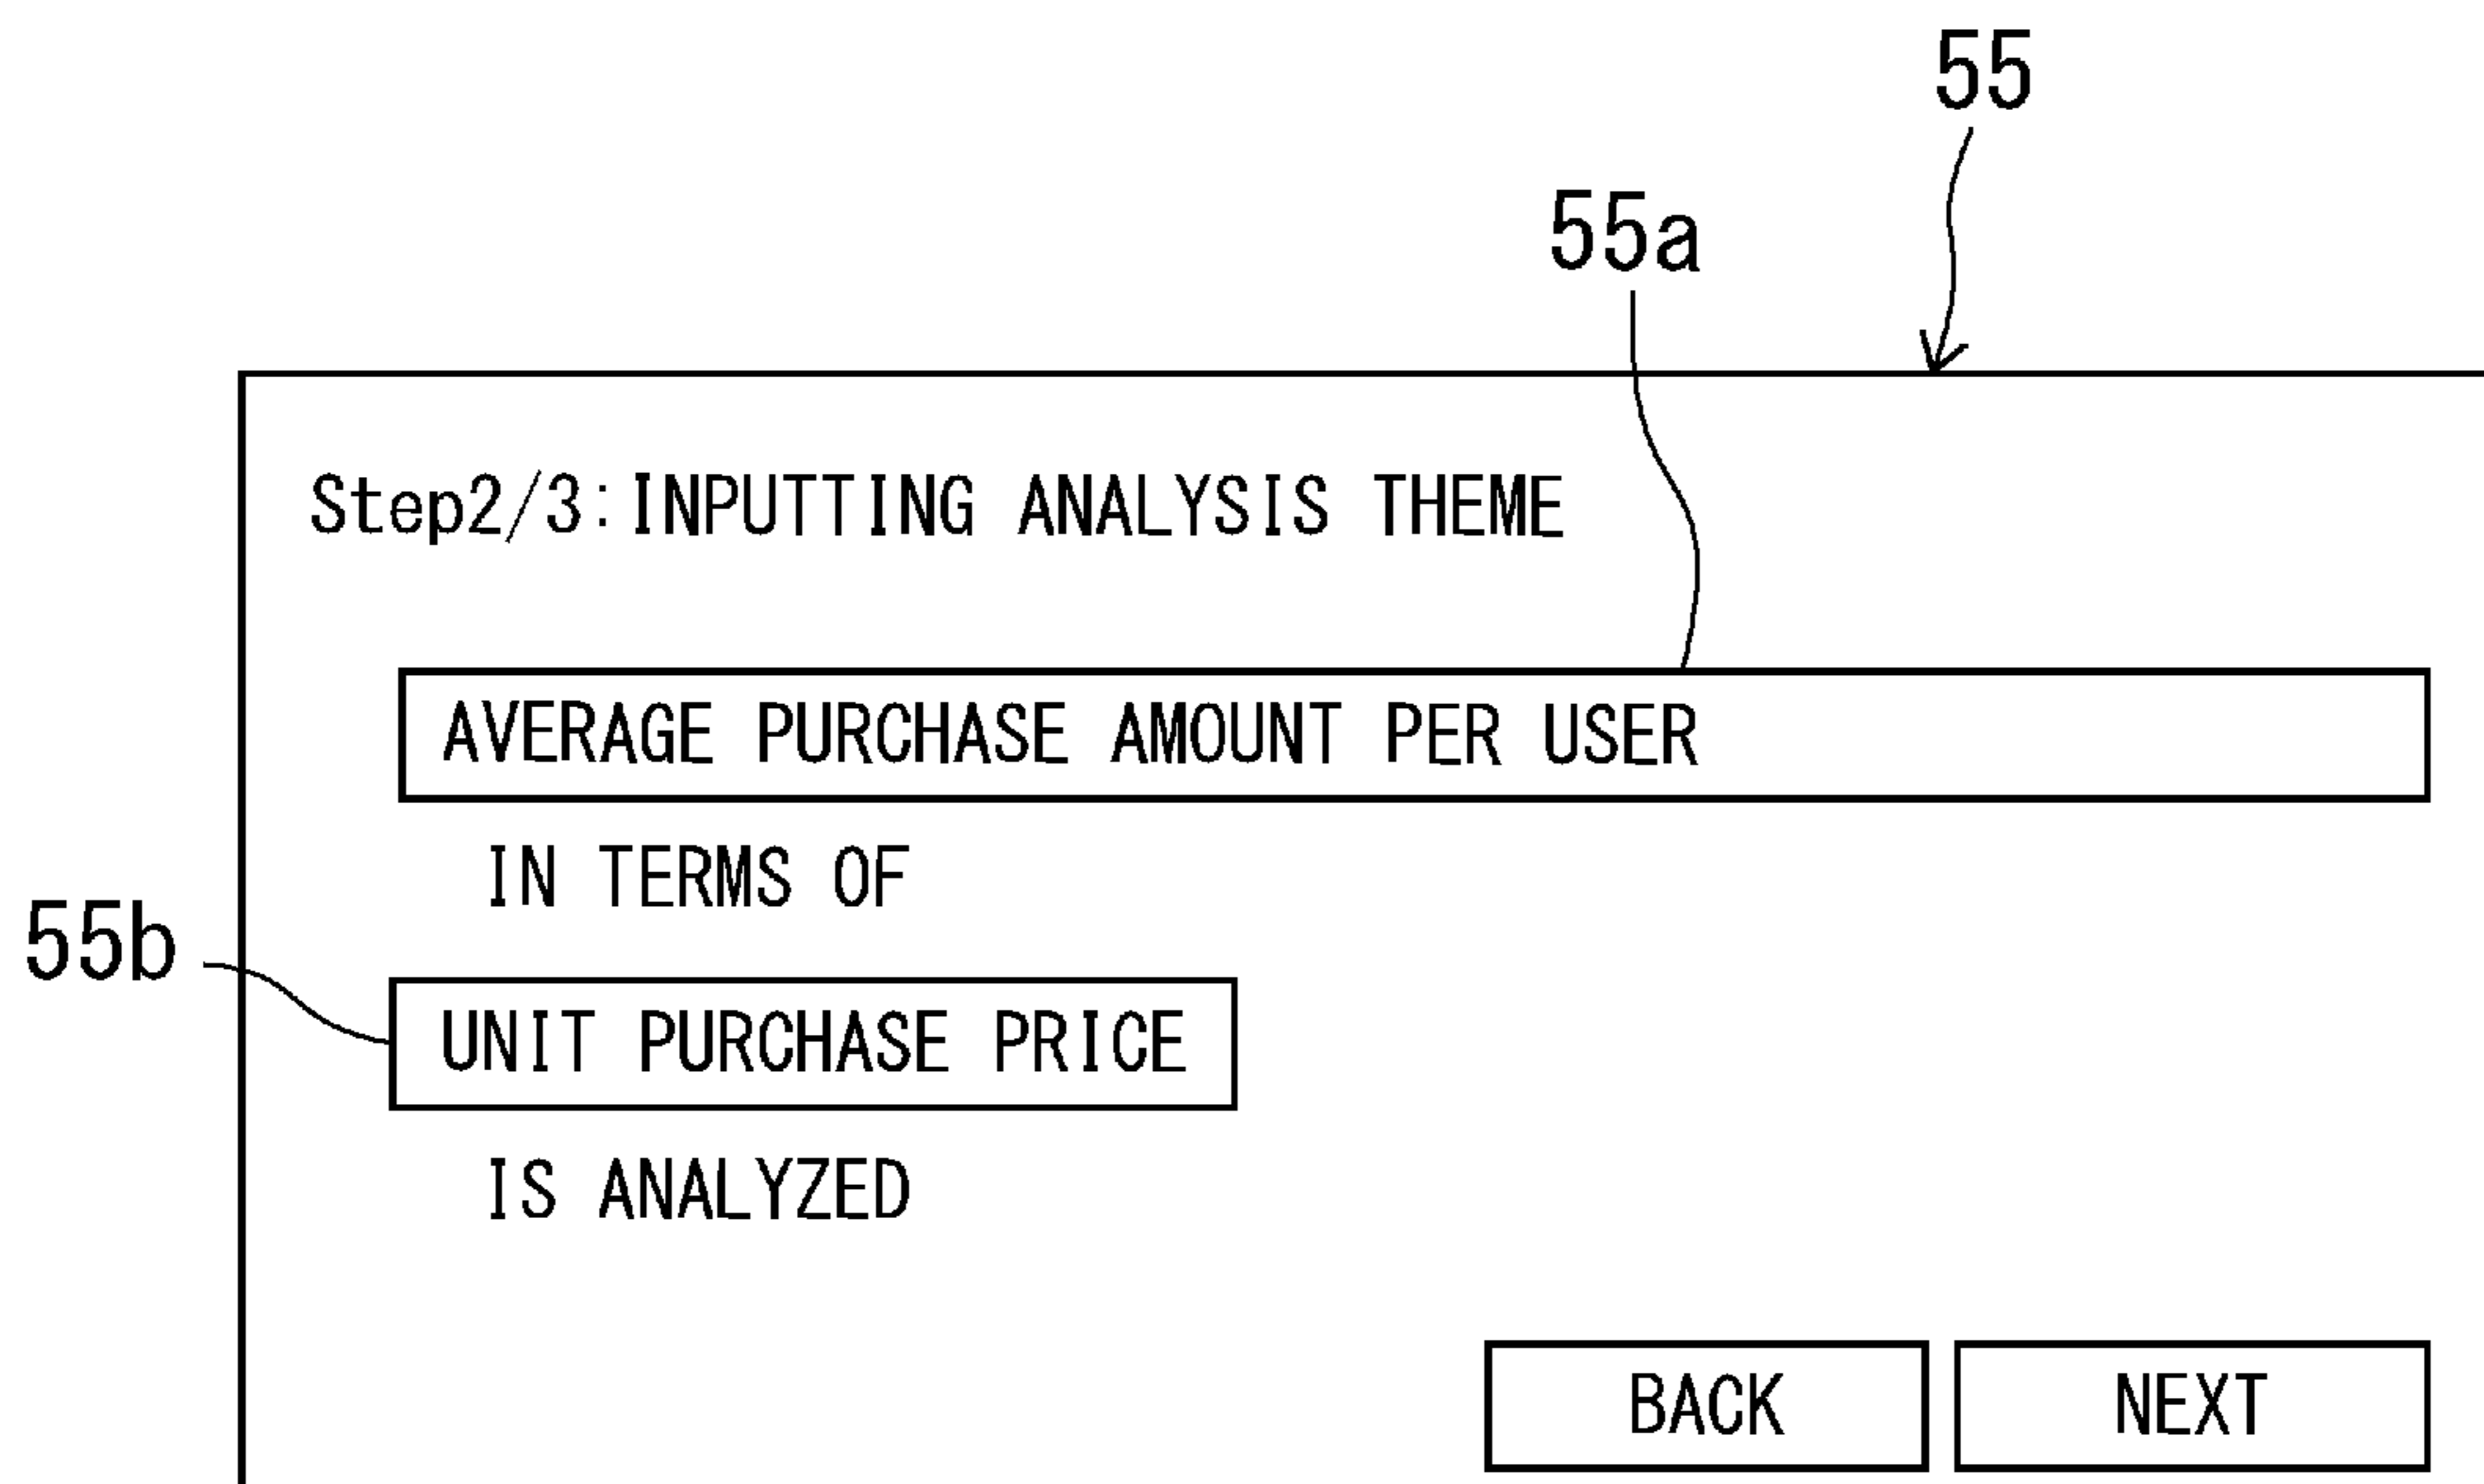 55
55a
Step2/3:INPUTTING ANALYSIS THEME
AVERAGE PURCHASE AMOUNT PER USER
IN TERMS OF
55b
UNIT PURCHASE PRICE
IS ANALYZED
BACK NEXT